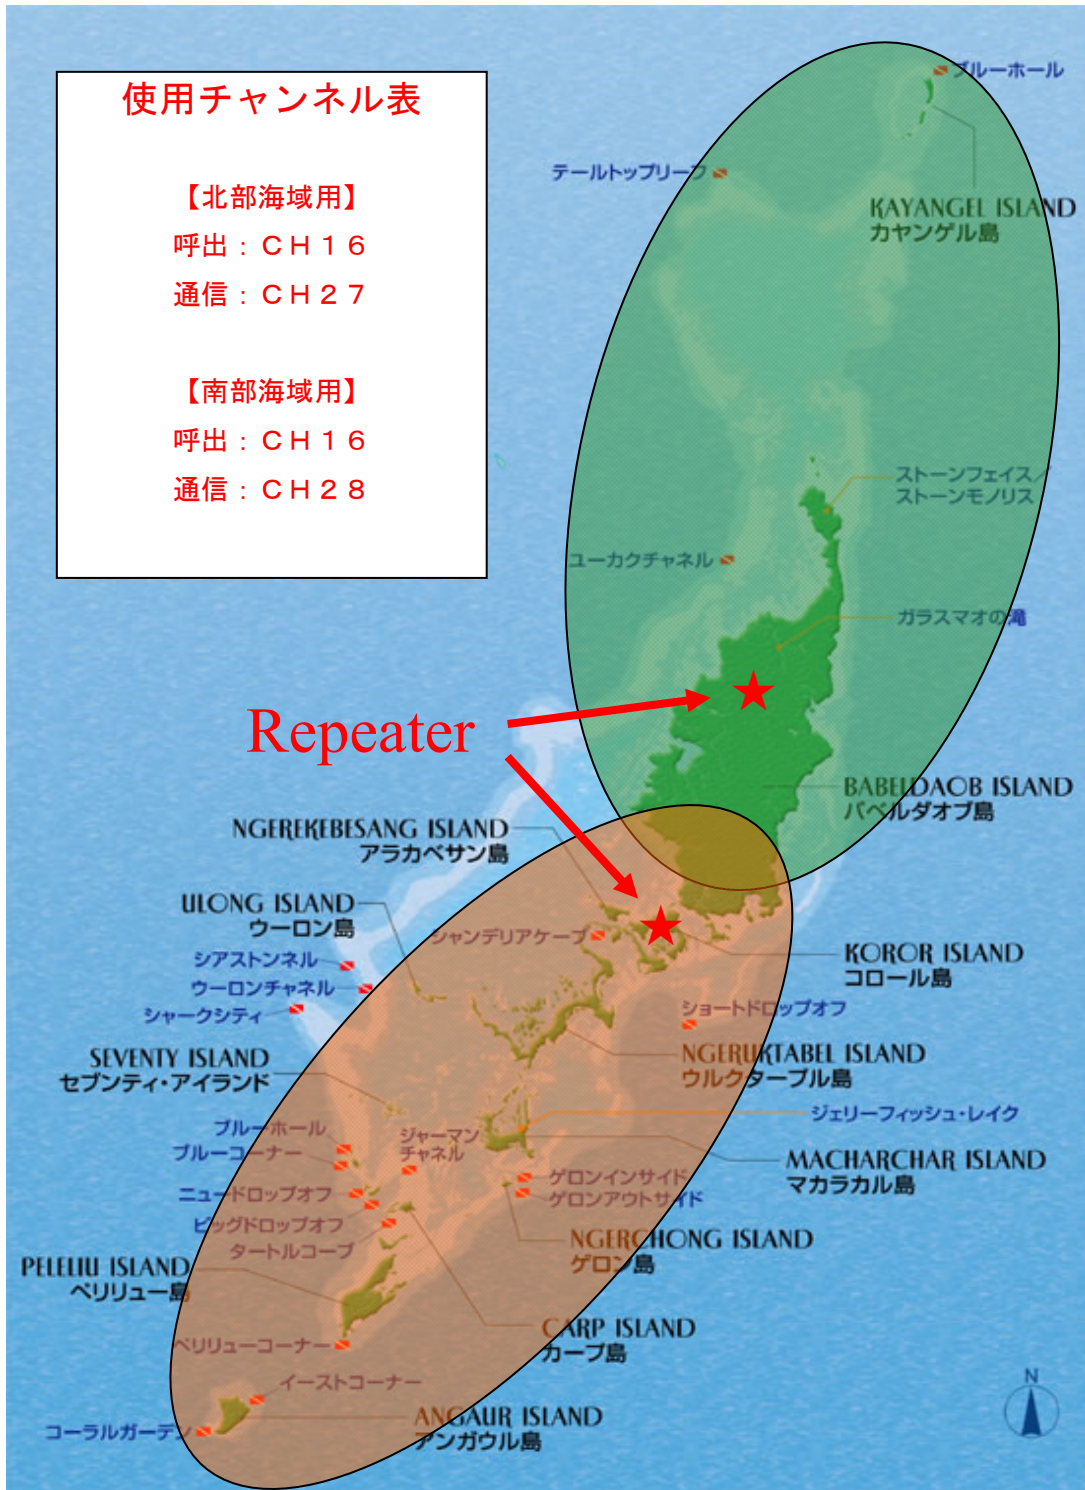 使用チャンネル表
【北部海域用】
呼出：ＣＨ１６
通信：ＣＨ２７
【南部海域用】
呼出：ＣＨ１６
通信：ＣＨ２８
ブルーホール
テールトップリーフ
KAYANGEL ISLAND
カヤンゲル島
ストーンフェイス／
ストーンモノリス
ユーカクチャネル
ガラスマオの滝
Repeater
BABELDAOB ISLAND
バベルダオブ島
NGEREKEBESANG ISLAND
アラカベサン島
ULONG ISLAND
ウーロン島
シャンデリアケーブ
KOROR ISLAND
コロール島
シアストンネル
ウーロンチャネル
シャークシティ
ショートドロップオフ
SEVENTY ISLAND
セブンティ・アイランド
NGERUKTABEL ISLAND
ウルクターブル島
ジェリーフィッシュ・レイク
ブルーホール
ブルーコーナー
ジャーマン
チャネル
MACHARCHAR ISLAND
マカラカル島
ニュードロップオフ
ゲロンインサイド
ゲロンアウトサイド
ビッグドロップオフ
タートルコーブ
NGERCHONG ISLAND
ゲロン島
PELELIU ISLAND
ペリリュー島
CARP ISLAND
カープ島
ペリリューコーナー
イーストコーナー
コーラルガーデン
ANGAUR ISLAND
アンガウル島
N